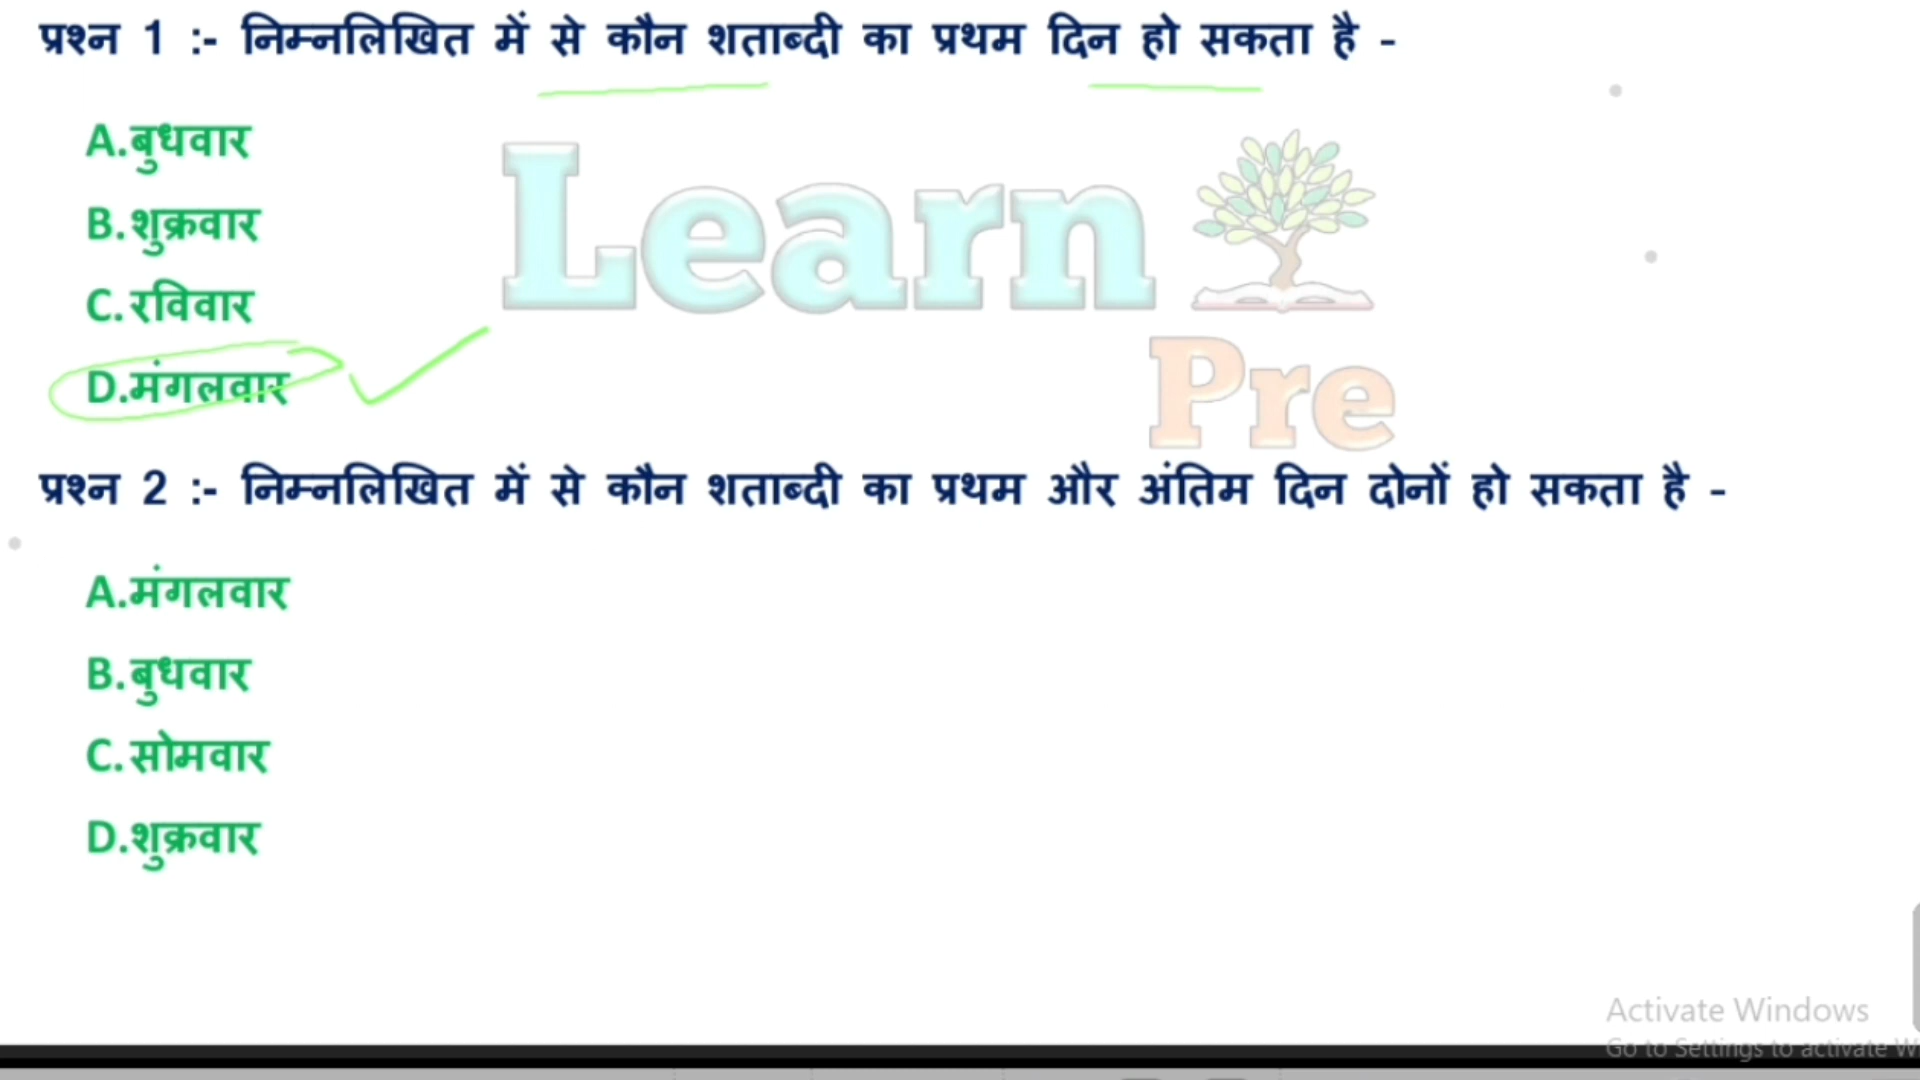 प्रश्न 1 :- निम्नलिखित में से कौन शताब्दी का प्रथम दिन हो सकता है -
A.बुधवार
B.शुक्रवार
C.रविवार
D.मंगलवार
Learn
Pre
प्रश्न 2 :- निम्नलिखित में से कौन शताब्दी का प्रथम और अंतिम दिन दोनों हो सकता है -
A.मंगलवार
B.बुधवार
C.सोमवार
D.शुक्रवार
Activate Windows
Go to Settings to activate W